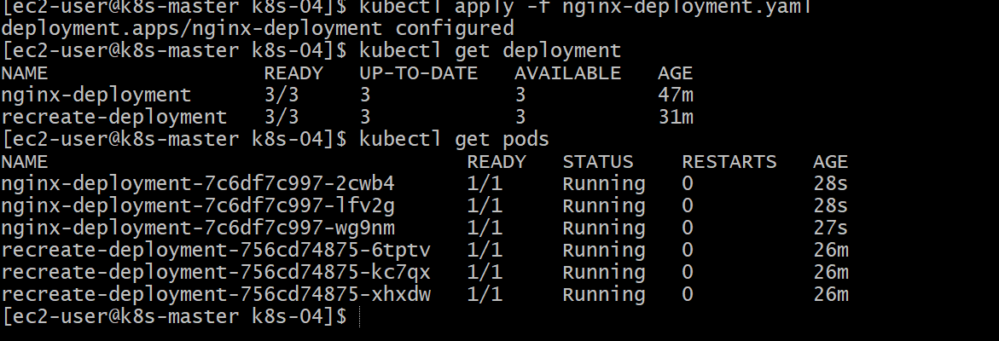 [ec2-user@k8s-master k8s-04]$ kubectl apply -f nginx-deployment.yaml
deployment.apps/nginx-deployment configured
[ec2-user@k8s-master k8s-04]$ kubectl get deployment
NAME READY UP-TO-DATE AVAILABLE AGE
nginx-deployment 3/3 3 3 47m
recreate-deployment 3/3 3 3 31m
[ec2-user@k8s-master k8s-04]$ kubectl get pods
NAME READY STATUS RESTARTS AGE
nginx-deployment-7c6df7c997-2cwb4 1/1 Running 0 28s
nginx-deployment-7c6df7c997-lfv2g 1/1 Running 0 28s
nginx-deployment-7c6df7c997-wg9nm 1/1 Running 0 27s
recreate-deployment-756cd74875-6tptv 1/1 Running 0 26m
recreate-deployment-756cd74875-kc7qx 1/1 Running 0 26m
recreate-deployment-756cd74875-xhxdw 1/1 Running 0 26m
[ec2-user@k8s-master k8s-04]$